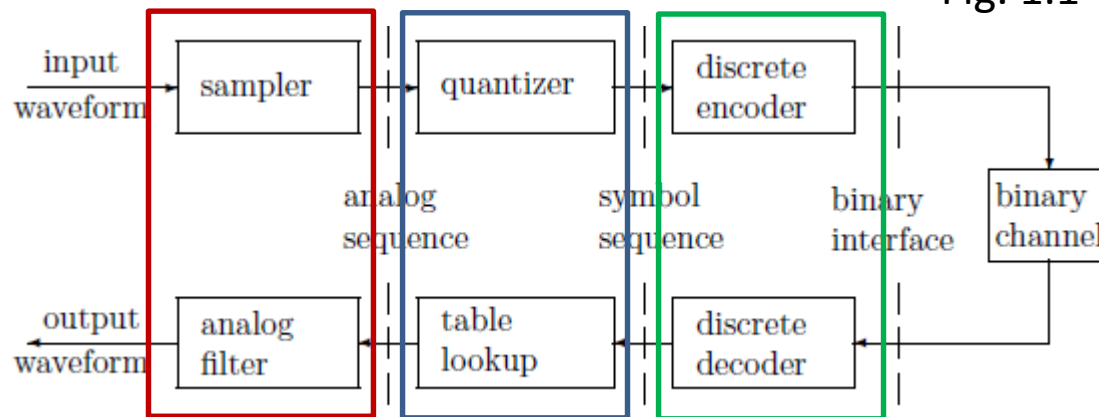 Fig. 1.1
input
waveform
sampler
quantizer
discrete
encoder
analog
sequence
symbol
sequence
binary
interface
binary
channel
output
waveform
analog
filter
table
lookup
discrete
decoder